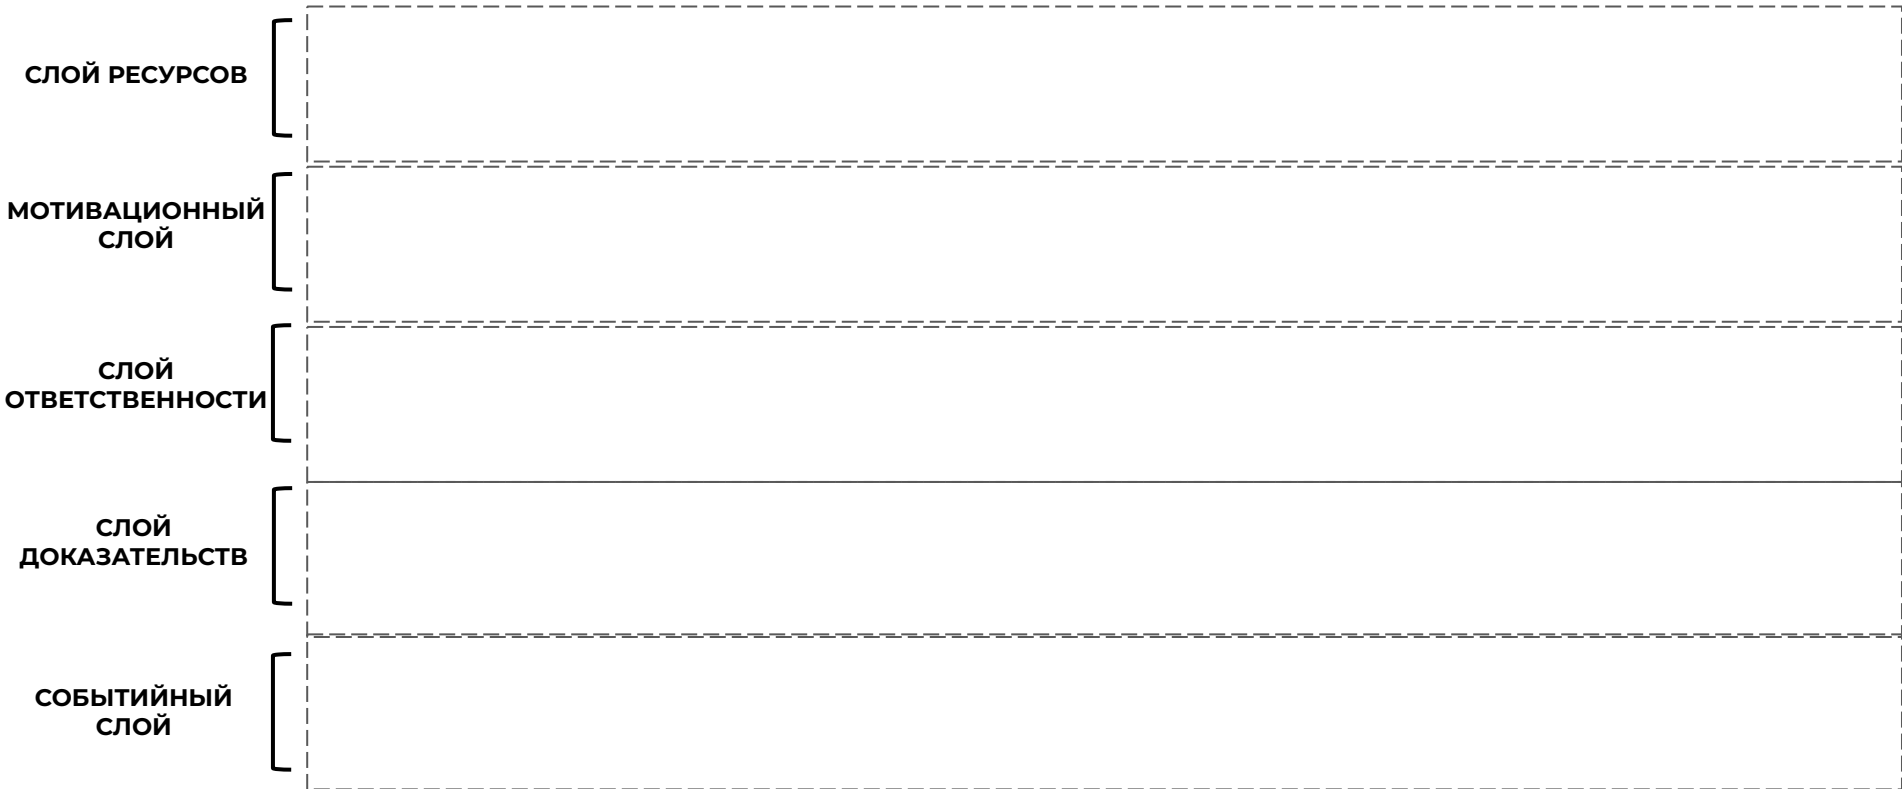 СЛОЙ РЕСУРСОВ
МОТИВАЦИОННЫЙ
СЛОЙ
СЛОЙ
ОТВЕТСТВЕННОСТИ
СЛОЙ
ДОКАЗАТЕЛЬСТВ
СОБЫТИЙНЫЙ
СЛОЙ